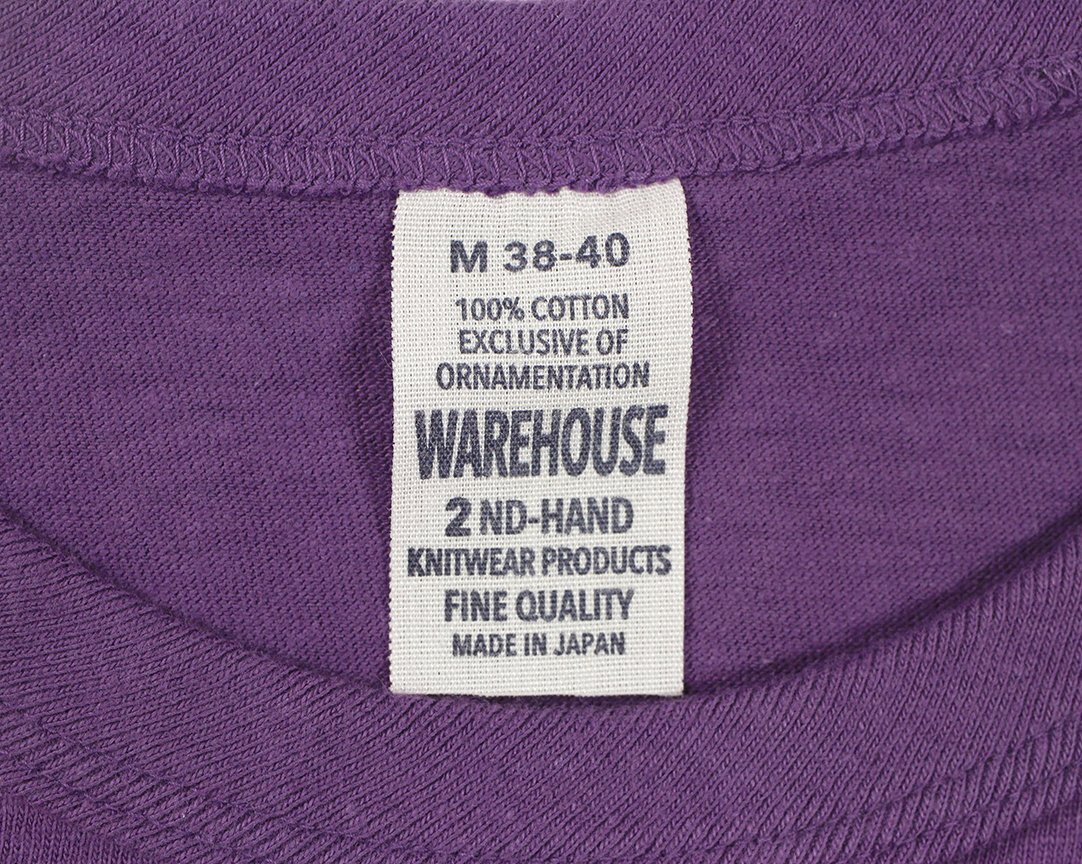 M 38-40
100% COTTON
EXCLUSIVE OF
ORNAMENTATION
WAREHOUSE
2 ND-HAND
KNITWEAR PRODUCTS
FINE QUALITY
MADE IN JAPAN